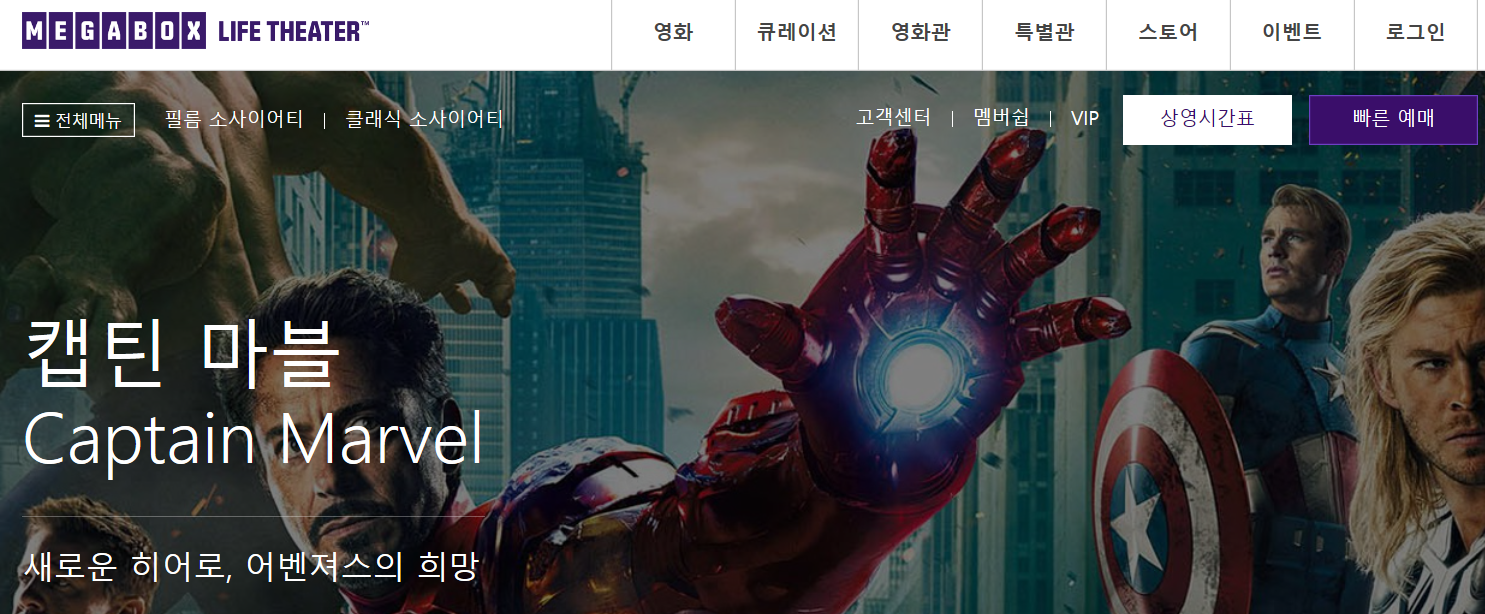 MEGABOX LIFE THEATER™
영화 큐레이션 영화관 특별관 스토어 이벤트 로그인
전체메뉴 필름 소사이어티 | 클래식 소사이어티 고객센터 | 멤버쉽 | VIP 상영시간표 빠른 예매
캡틴 마블
Captain Marvel
새로운 히어로, 어벤져스의 희망